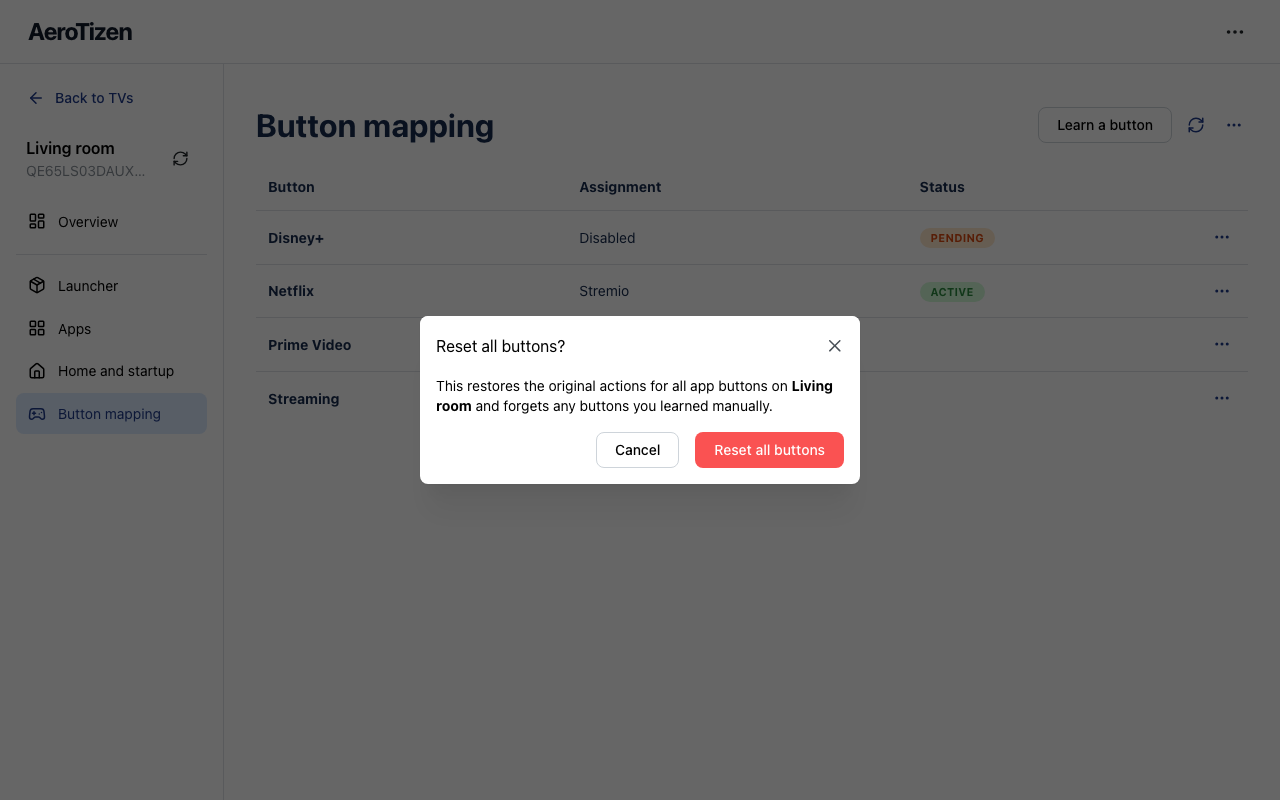 AeroTizen
Back to TVs
Living room
QE65LS03DAUX...
Overview
Launcher
Apps
Home and startup
Button mapping
Button mapping
Learn a button
Button Assignment Status
Disney+ Disabled PENDING
Netflix Stremio ACTIVE
Prime Video
Streaming
Reset all buttons?
This restores the original actions for all app buttons on Living
room and forgets any buttons you learned manually.
Cancel Reset all buttons